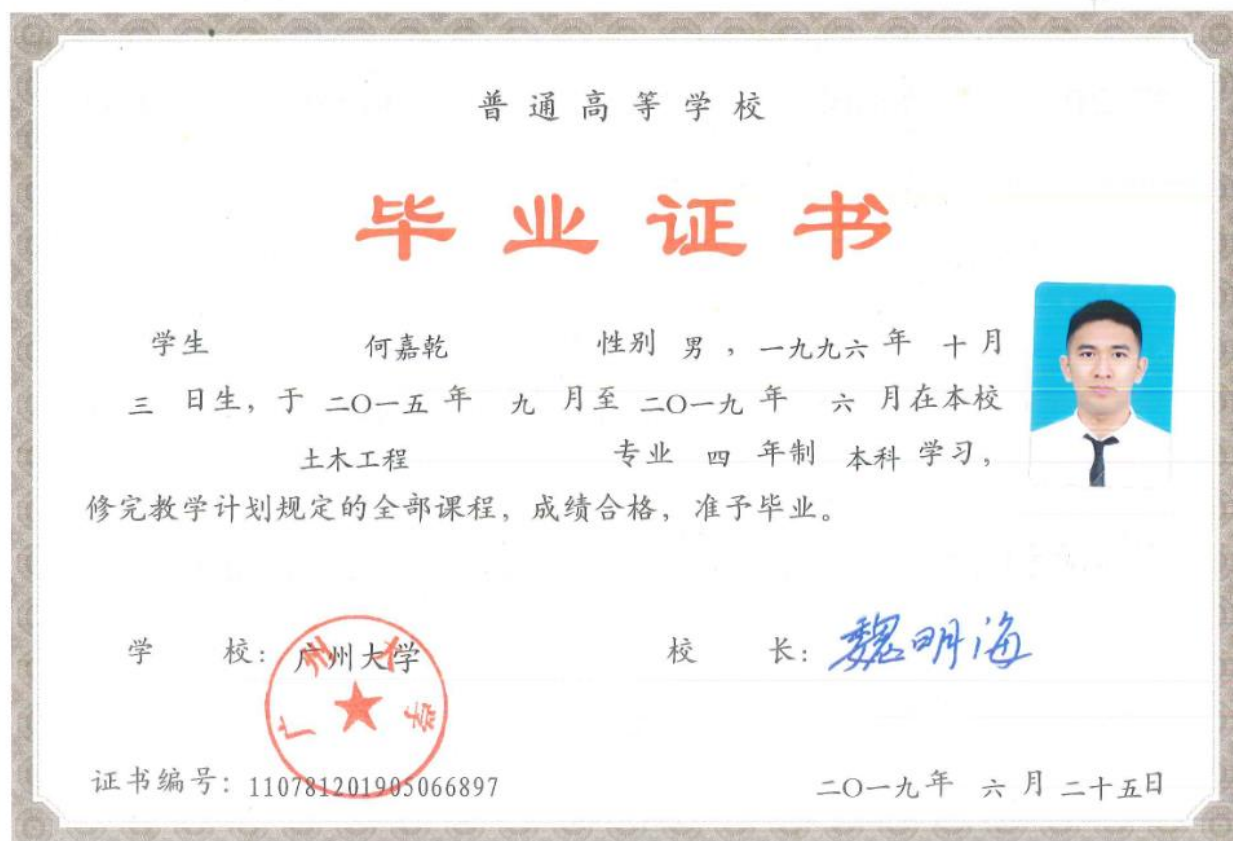 普通高等学校
毕业证书
学生 何嘉乾 性别 男 ，一九九六 年 十 月
三 日生，于 二〇一五 年 九 月至 二〇一九 年 六 月在本校
土木工程 专业 四 年制 本科 学习，
修完教学计划规定的全部课程，成绩合格，准予毕业。
学 校：广州大学
广州大学
校 长：魏明海
证书编号：110781201905066897
二〇一九年 六 月 二十五日